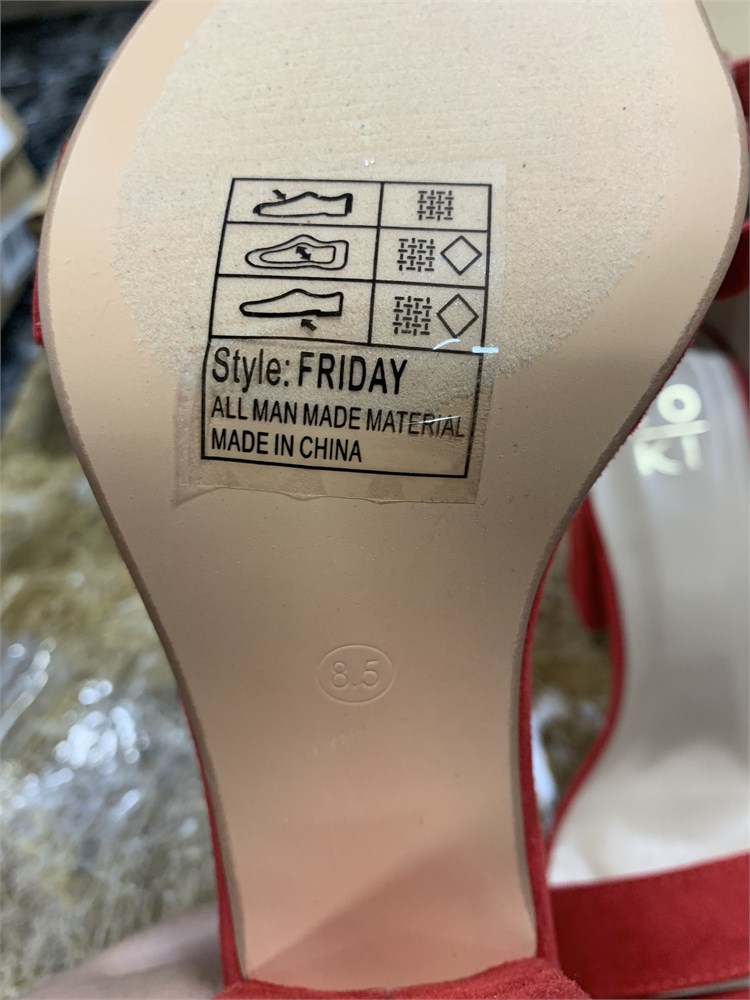 Style: FRIDAY
ALL MAN MADE MATERIAL
MADE IN CHINA
8.5